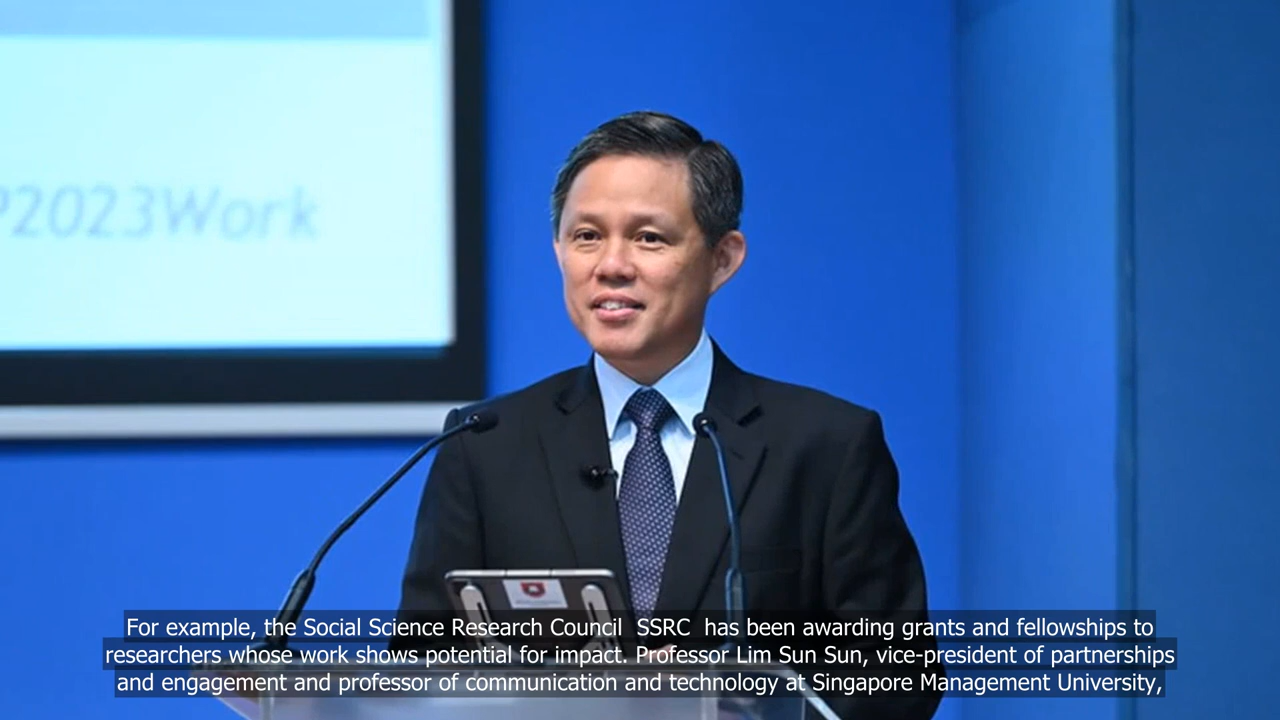 P2023Work
For example, the Social Science Research Council SSRC has been awarding grants and fellowships to
researchers whose work shows potential for impact. Professor Lim Sun Sun, vice-president of partnerships
and engagement and professor of communication and technology at Singapore Management University,